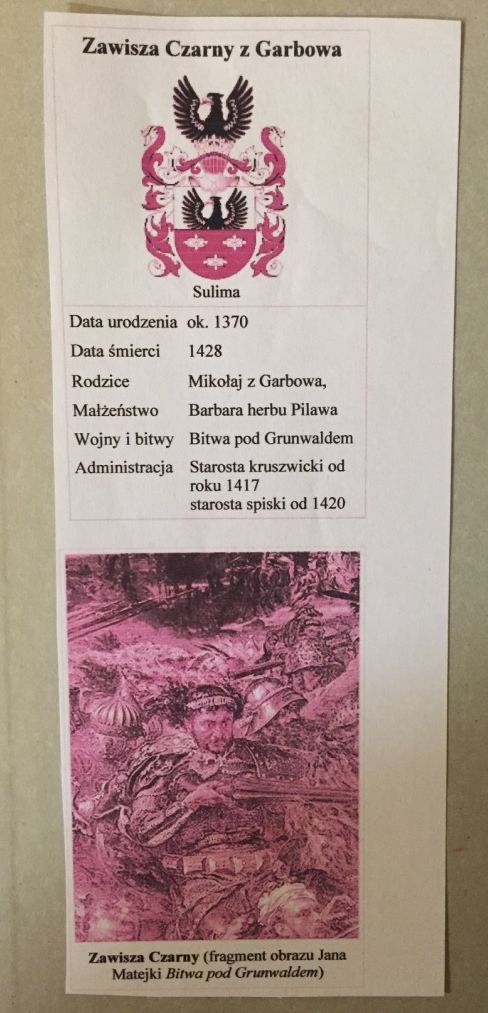 Zawisza Czarny z Garbowa
Sulima
Data urodzenia ok. 1370
Data śmierci 1428
Rodzice Mikołaj z Garbowa,
Małżeństwo Barbara herbu Pilawa
Wojny i bitwy Bitwa pod Grunwaldem
Administracja Starosta kruszwicki od
roku 1417
starosta spiski od 1420
Zawisza Czarny (fragment obrazu Jana
Matejki Bitwa pod Grunwaldem)